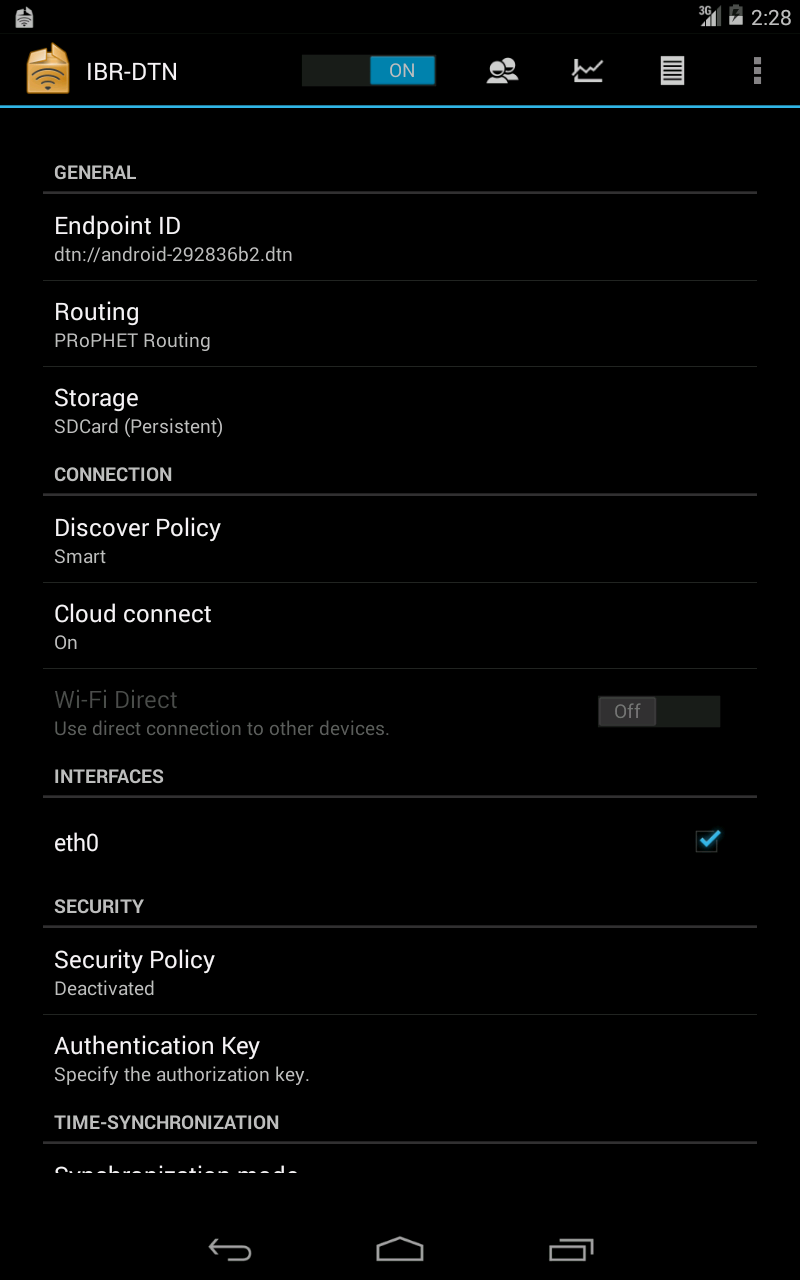 3G 2:28
IBR-DTN ON
GENERAL
Endpoint ID
dtn://android-292836b2.dtn
Routing
PRoPHET Routing
Storage
SDCard (Persistent)
CONNECTION
Discover Policy
Smart
Cloud connect
On
Wi-Fi Direct
Use direct connection to other devices.
Off
INTERFACES
eth0
SECURITY
Security Policy
Deactivated
Authentication Key
Specify the authorization key.
TIME-SYNCHRONIZATION
Synchronization mode